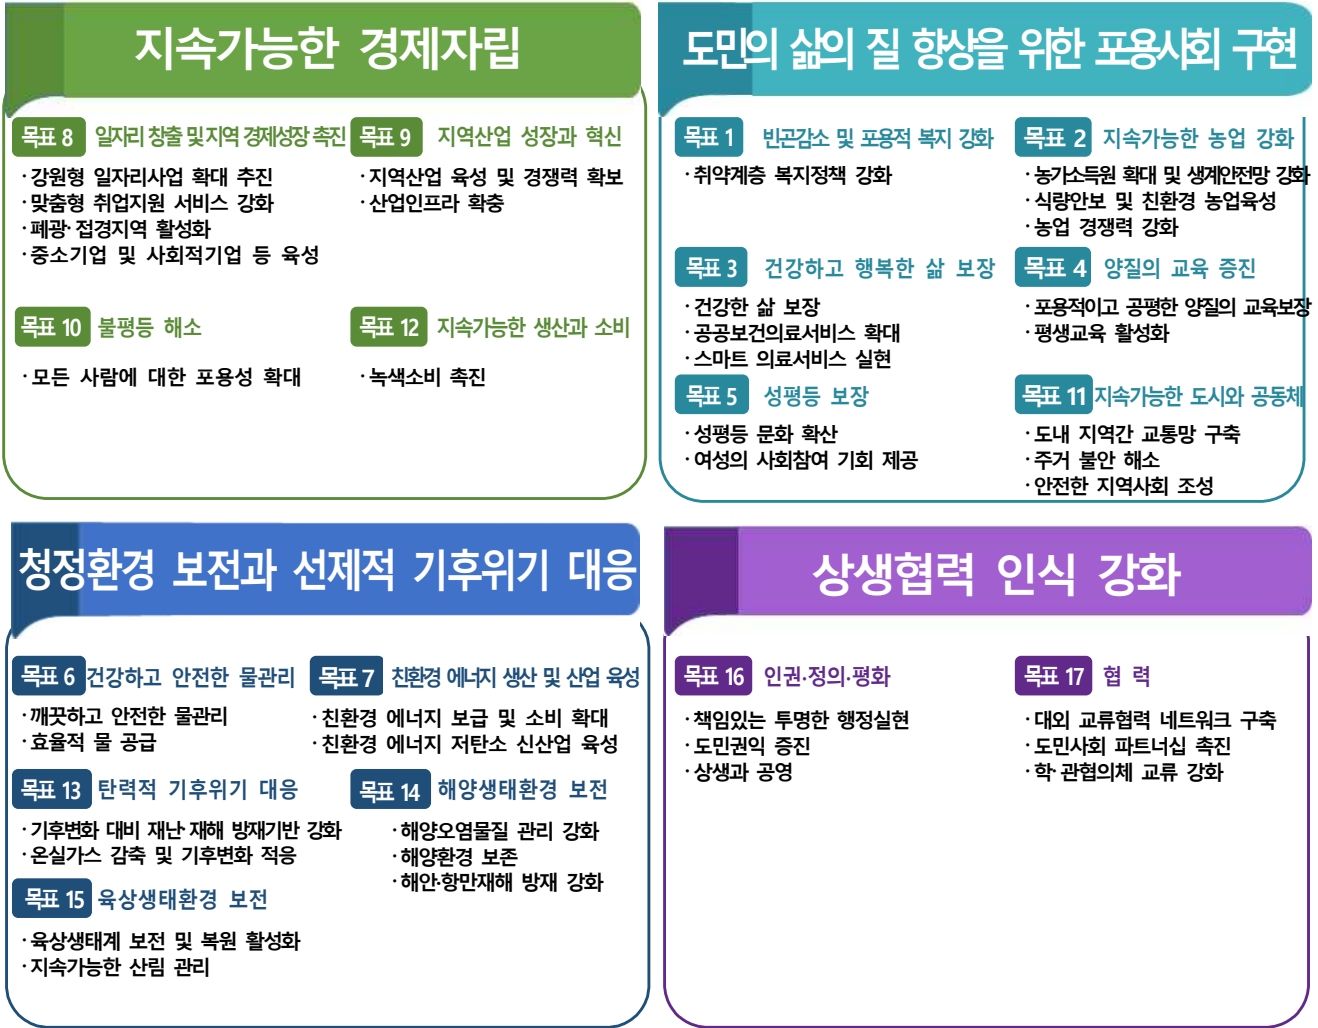 지속가능한 경제자립
목표 8 일자리 창출 및 지역 경제성장 촉진
·강원형 일자리사업 확대 추진
·맞춤형 취업지원 서비스 강화
·폐광·접경지역 활성화
·중소기업 및 사회적기업 등 육성
목표 9 지역산업 성장과 혁신
·지역산업 육성 및 경쟁력 확보
·산업인프라 확충
목표 10 불평등 해소
·모든 사람에 대한 포용성 확대
목표 12 지속가능한 생산과 소비
·녹색소비 촉진
도민의 삶의 질 향상을 위한 포용사회 구현
목표 1 빈곤감소 및 포용적 복지 강화
·취약계층 복지정책 강화
목표 2 지속가능한 농업 강화
·농가소득원 확대 및 생계안전망 강화
·식량안보 및 친환경 농업육성
·농업 경쟁력 강화
목표 3 건강하고 행복한 삶 보장
·건강한 삶 보장
·공공보건의료서비스 확대
·스마트 의료서비스 실현
목표 4 양질의 교육 증진
·포용적이고 공평한 양질의 교육보장
·평생교육 활성화
목표 5 성평등 보장
·성평등 문화 확산
·여성의 사회참여 기회 제공
목표 11 지속가능한 도시와 공동체
·도내 지역간 교통망 구축
·주거 불안 해소
·안전한 지역사회 조성
청정환경 보전과 선제적 기후위기 대응
목표 6 건강하고 안전한 물관리
·깨끗하고 안전한 물관리
·효율적 물 공급
목표 7 친환경 에너지 생산 및 산업 육성
·친환경 에너지 보급 및 소비 확대
·친환경 에너지 저탄소 신산업 육성
목표 13 탄력적 기후위기 대응
·기후변화 대비 재난·재해 방재기반 강화
·온실가스 감축 및 기후변화 적응
목표 14 해양생태환경 보전
·해양오염물질 관리 강화
·해양환경 보존
·해안·항만재해 방재 강화
목표 15 육상생태환경 보전
·육상생태계 보전 및 복원 활성화
·지속가능한 산림 관리
상생협력 인식 강화
목표 16 인권·정의·평화
·책임있는 투명한 행정실현
·도민권익 증진
·상생과 공영
목표 17 협 력
·대외 교류협력 네트워크 구축
·도민사회 파트너십 촉진
·학·관협의체 교류 강화